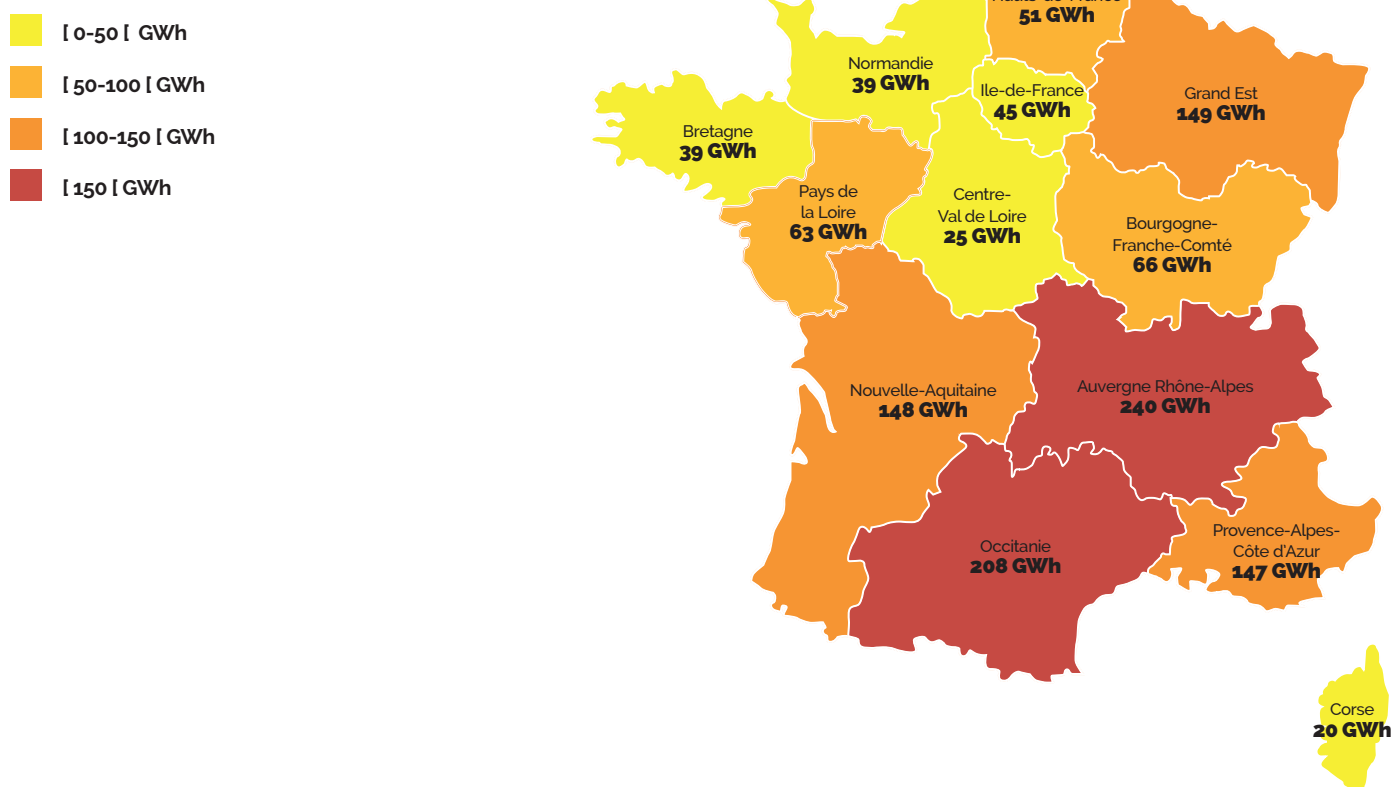 [ 0-50 [ GWh
[ 50-100 [ GWh
[ 100-150 [ GWh
[ 150 [ GWh
51 GWh
Normandie
39 GWh
Ile-de-France
45 GWh
Grand Est
149 GWh
Bretagne
39 GWh
Pays de
la Loire
63 GWh
Centre-
Val de Loire
25 GWh
Bourgogne-
Franche-Comté
66 GWh
Nouvelle-Aquitaine
148 GWh
Auvergne Rhône-Alpes
240 GWh
Occitanie
208 GWh
Provence-Alpes-
Côte d'Azur
147 GWh
Corse
20 GWh